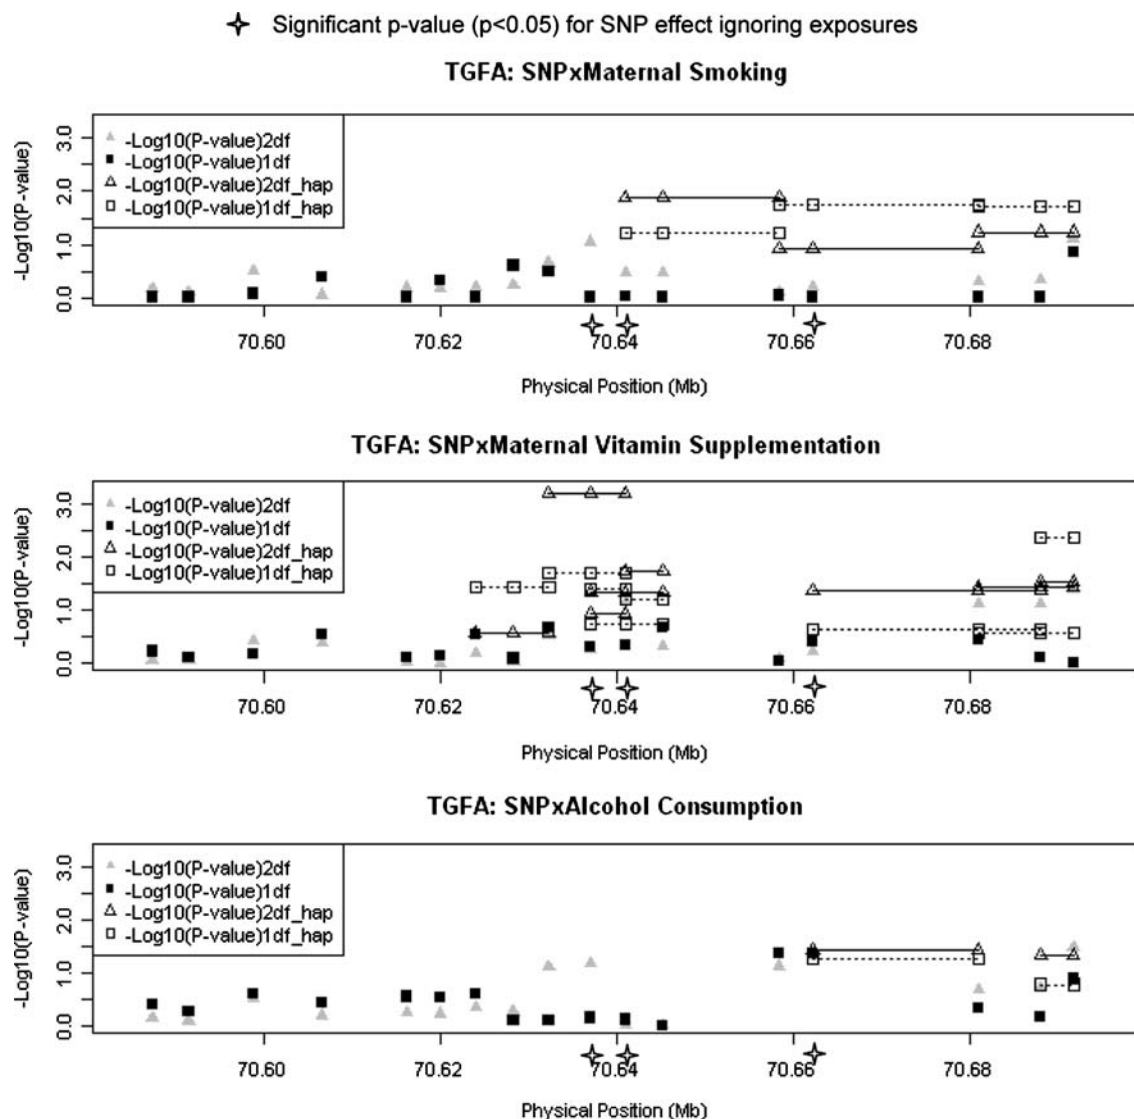 Significant p-value (p<0.05) for SNP effect ignoring exposures
TGFA: SNPxMaternal Smoking
-Log10(P-value)
3.0
2.0
1.0
0.0
-Log10(P-value)2df
-Log10(P-value)1df
-Log10(P-value)2df_hap
-Log10(P-value)1df_hap
70.60 70.62 70.64 70.66 70.68
Physical Position (Mb)
TGFA: SNPxMaternal Vitamin Supplementation
-Log10(P-value)
3.0
2.0
1.0
0.0
-Log10(P-value)2df
-Log10(P-value)1df
-Log10(P-value)2df_hap
-Log10(P-value)1df_hap
70.60 70.62 70.64 70.66 70.68
Physical Position (Mb)
TGFA: SNPxAlcohol Consumption
-Log10(P-value)
3.0
2.0
1.0
0.0
-Log10(P-value)2df
-Log10(P-value)1df
-Log10(P-value)2df_hap
-Log10(P-value)1df_hap
70.60 70.62 70.64 70.66 70.68
Physical Position (Mb)